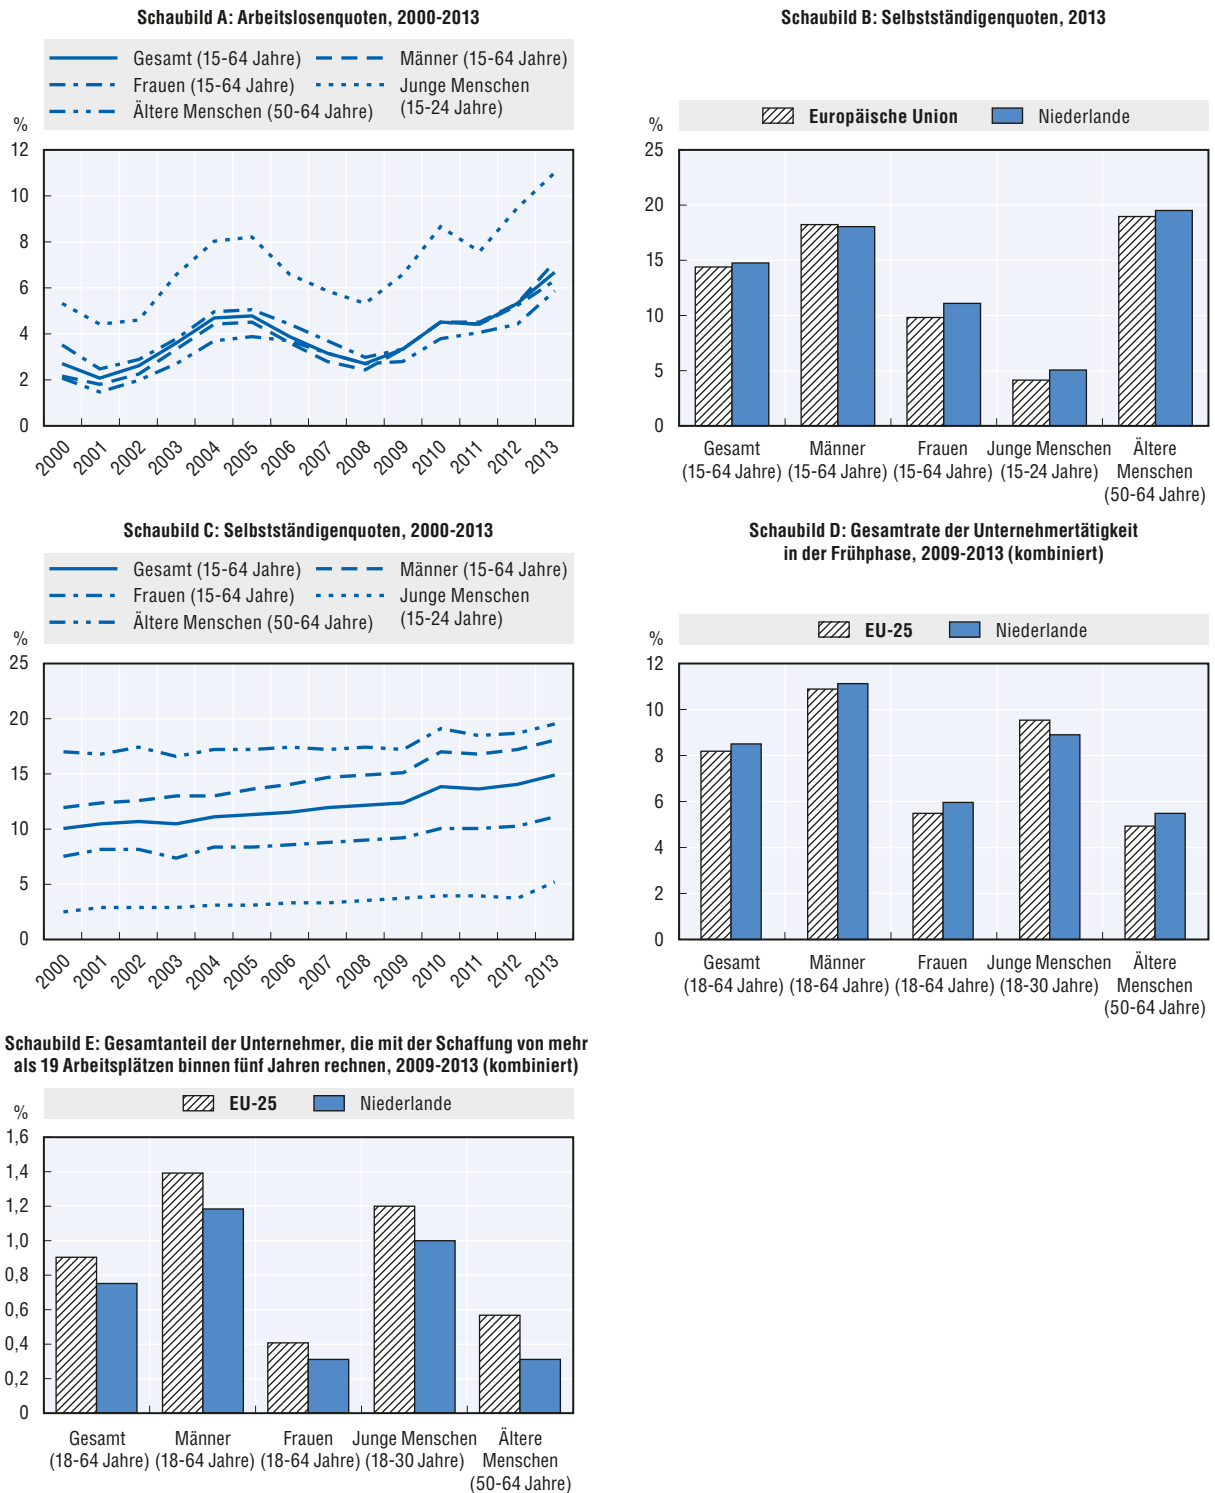 Schaubild A: Arbeitslosenquoten, 2000-2013
Gesamt (15-64 Jahre)
Männer (15-64 Jahre)
Frauen (15-64 Jahre)
Junge Menschen
(15-24 Jahre)
Ältere Menschen (50-64 Jahre)
%
12
10
8
6
4
2
0
2000
2001
2002
2003
2004
2005
2006
2007
2008
2009
2010
2011
2012
2013
Schaubild B: Selbstständigenquoten, 2013
Europäische Union
Niederlande
%
25
20
15
10
5
0
Gesamt
(15-64 Jahre)
Männer
(15-64 Jahre)
Frauen
(15-64 Jahre)
Junge Menschen
(15-24 Jahre)
Ältere
Menschen
(50-64 Jahre)
Schaubild C: Selbstständigenquoten, 2000-2013
Gesamt (15-64 Jahre)
Männer (15-64 Jahre)
Frauen (15-64 Jahre)
Junge Menschen
(15-24 Jahre)
Ältere Menschen (50-64 Jahre)
%
25
20
15
10
5
0
2000
2001
2002
2003
2004
2005
2006
2007
2008
2009
2010
2011
2012
2013
Schaubild D: Gesamtrate der Unternehmertätigkeit
in der Frühphase, 2009-2013 (kombiniert)
EU-25
Niederlande
%
12
10
8
6
4
2
0
Gesamt
(18-64 Jahre)
Männer
(18-64 Jahre)
Frauen
(18-64 Jahre)
Junge Menschen
(18-30 Jahre)
Ältere
Menschen
(50-64 Jahre)
Schaubild E: Gesamtanteil der Unternehmer, die mit der Schaffung von mehr
als 19 Arbeitsplätzen binnen fünf Jahren rechnen, 2009-2013 (kombiniert)
EU-25
Niederlande
%
1,6
1,4
1,2
1,0
0,8
0,6
0,4
0,2
0
Gesamt
(18-64 Jahre)
Männer
(18-64 Jahre)
Frauen
(18-64 Jahre)
Junge Menschen
(18-30 Jahre)
Ältere
Menschen
(50-64 Jahre)